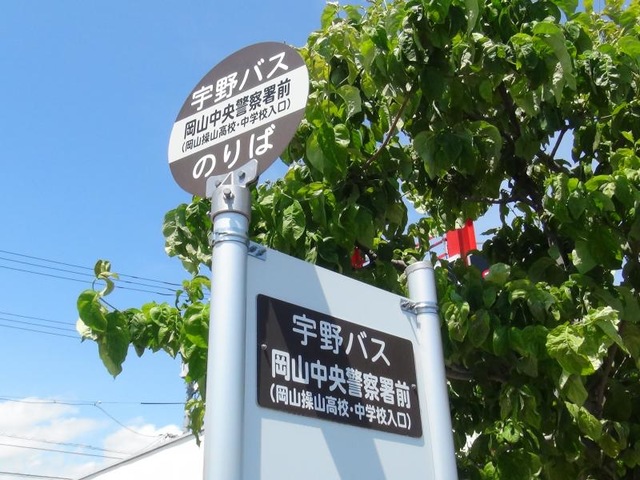 宇野バス
岡山中央警察署前
(岡山操山高校・中学校入口)
のりば
宇野バス
岡山中央警察署前
(岡山操山高校・中学校入口)